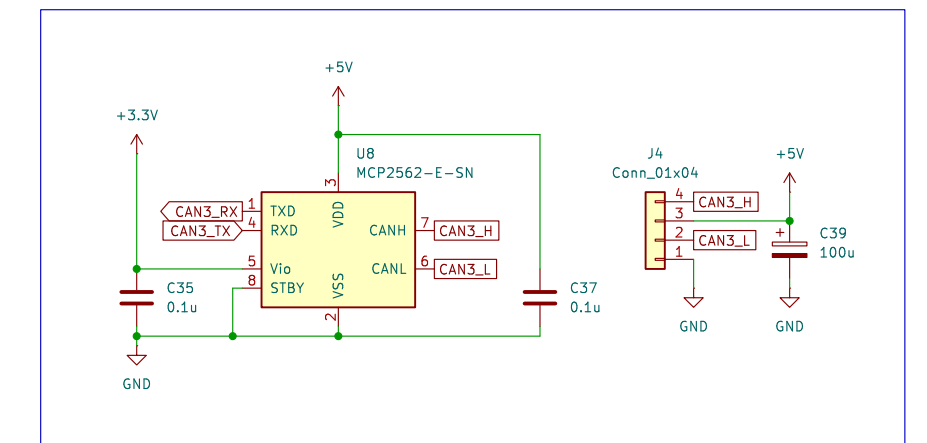 +5V
+3.3V
U8
MCP2562-E-SN
3
VDD
CAN3_RX
1
TXD
CAN3_TX
4
RXD
CANH
7
CAN3_H
5
Vio
CANL
6
CAN3_L
8
STBY
VSS
2
C35
0.1u
C37
0.1u
GND
J4
Conn_01x04
+5V
4
CAN3_H
3
2
CAN3_L
1
+
C39
100u
GND
GND